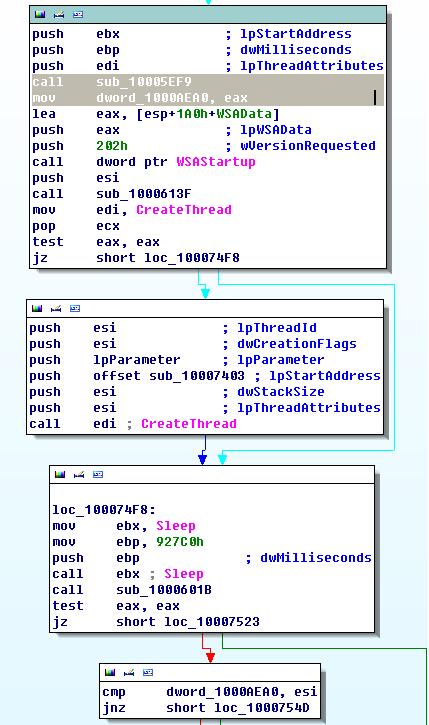 push ebx ; lpStartAddress
push ebp ; dwMilliseconds
push edi ; lpThreadAttributes
call sub_10005EF9
mov dword_1000AEA0, eax
lea eax, [esp+1A0h+WSAData]
push eax ; lpWSAData
push 202h ; wVersionRequested
call dword ptr WSAStartup
push esi
call sub_1000613F
mov edi, CreateThread
pop ecx
test eax, eax
jz short loc_100074F8
push esi ; lpThreadId
push esi ; dwCreationFlags
push lpParameter ; lpParameter
push offset sub_10007403 ; lpStartAddress
push esi ; dwStackSize
push esi ; lpThreadAttributes
call edi ; CreateThread
loc_100074F8:
mov ebx, Sleep
mov ebp, 927C0h
push ebp ; dwMilliseconds
call ebx ; Sleep
call sub_1000601B
test eax, eax
jz short loc_10007523
cmp dword_1000AEA0, esi
jnz short loc_1000754D